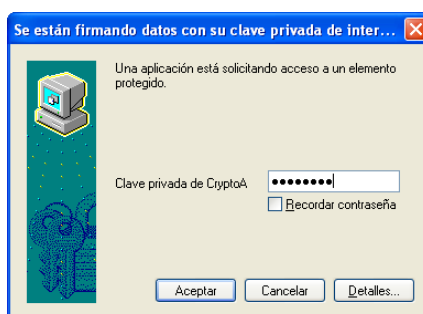 Se están firmando datos con su clave privada de inter...
Una aplicación está solicitando acceso a un elemento
protegido.
Clave privada de CryptoA
Recordar contraseña
Aceptar
Cancelar
Detalles...